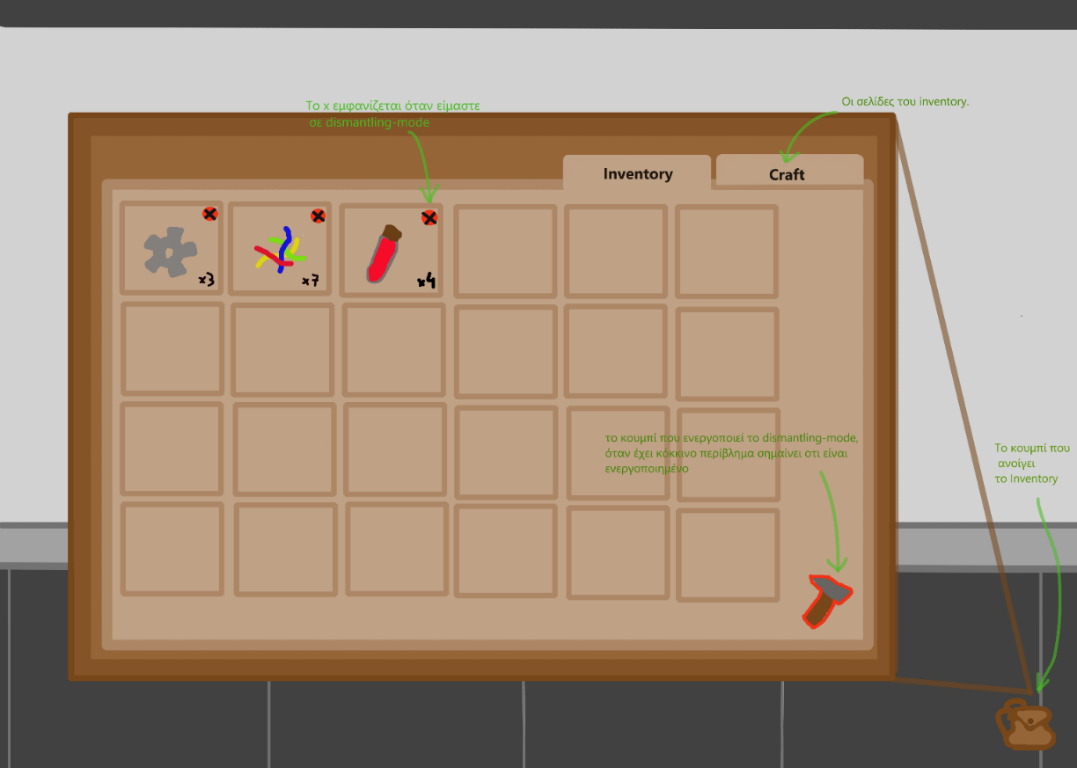 Το x εμφανίζεται όταν είμαστε
σε dismantling-mode
Οι σελίδες του inventory.
Inventory
Craft
x3
x7
x4
το κουμπί που ενεργοποιεί το dismantling-mode,
όταν έχει κόκκινο περίβλημα σημαίνει οτι είναι
ενεργοποιημένο
Το κουμπί που
ανοίγει
το Inventory